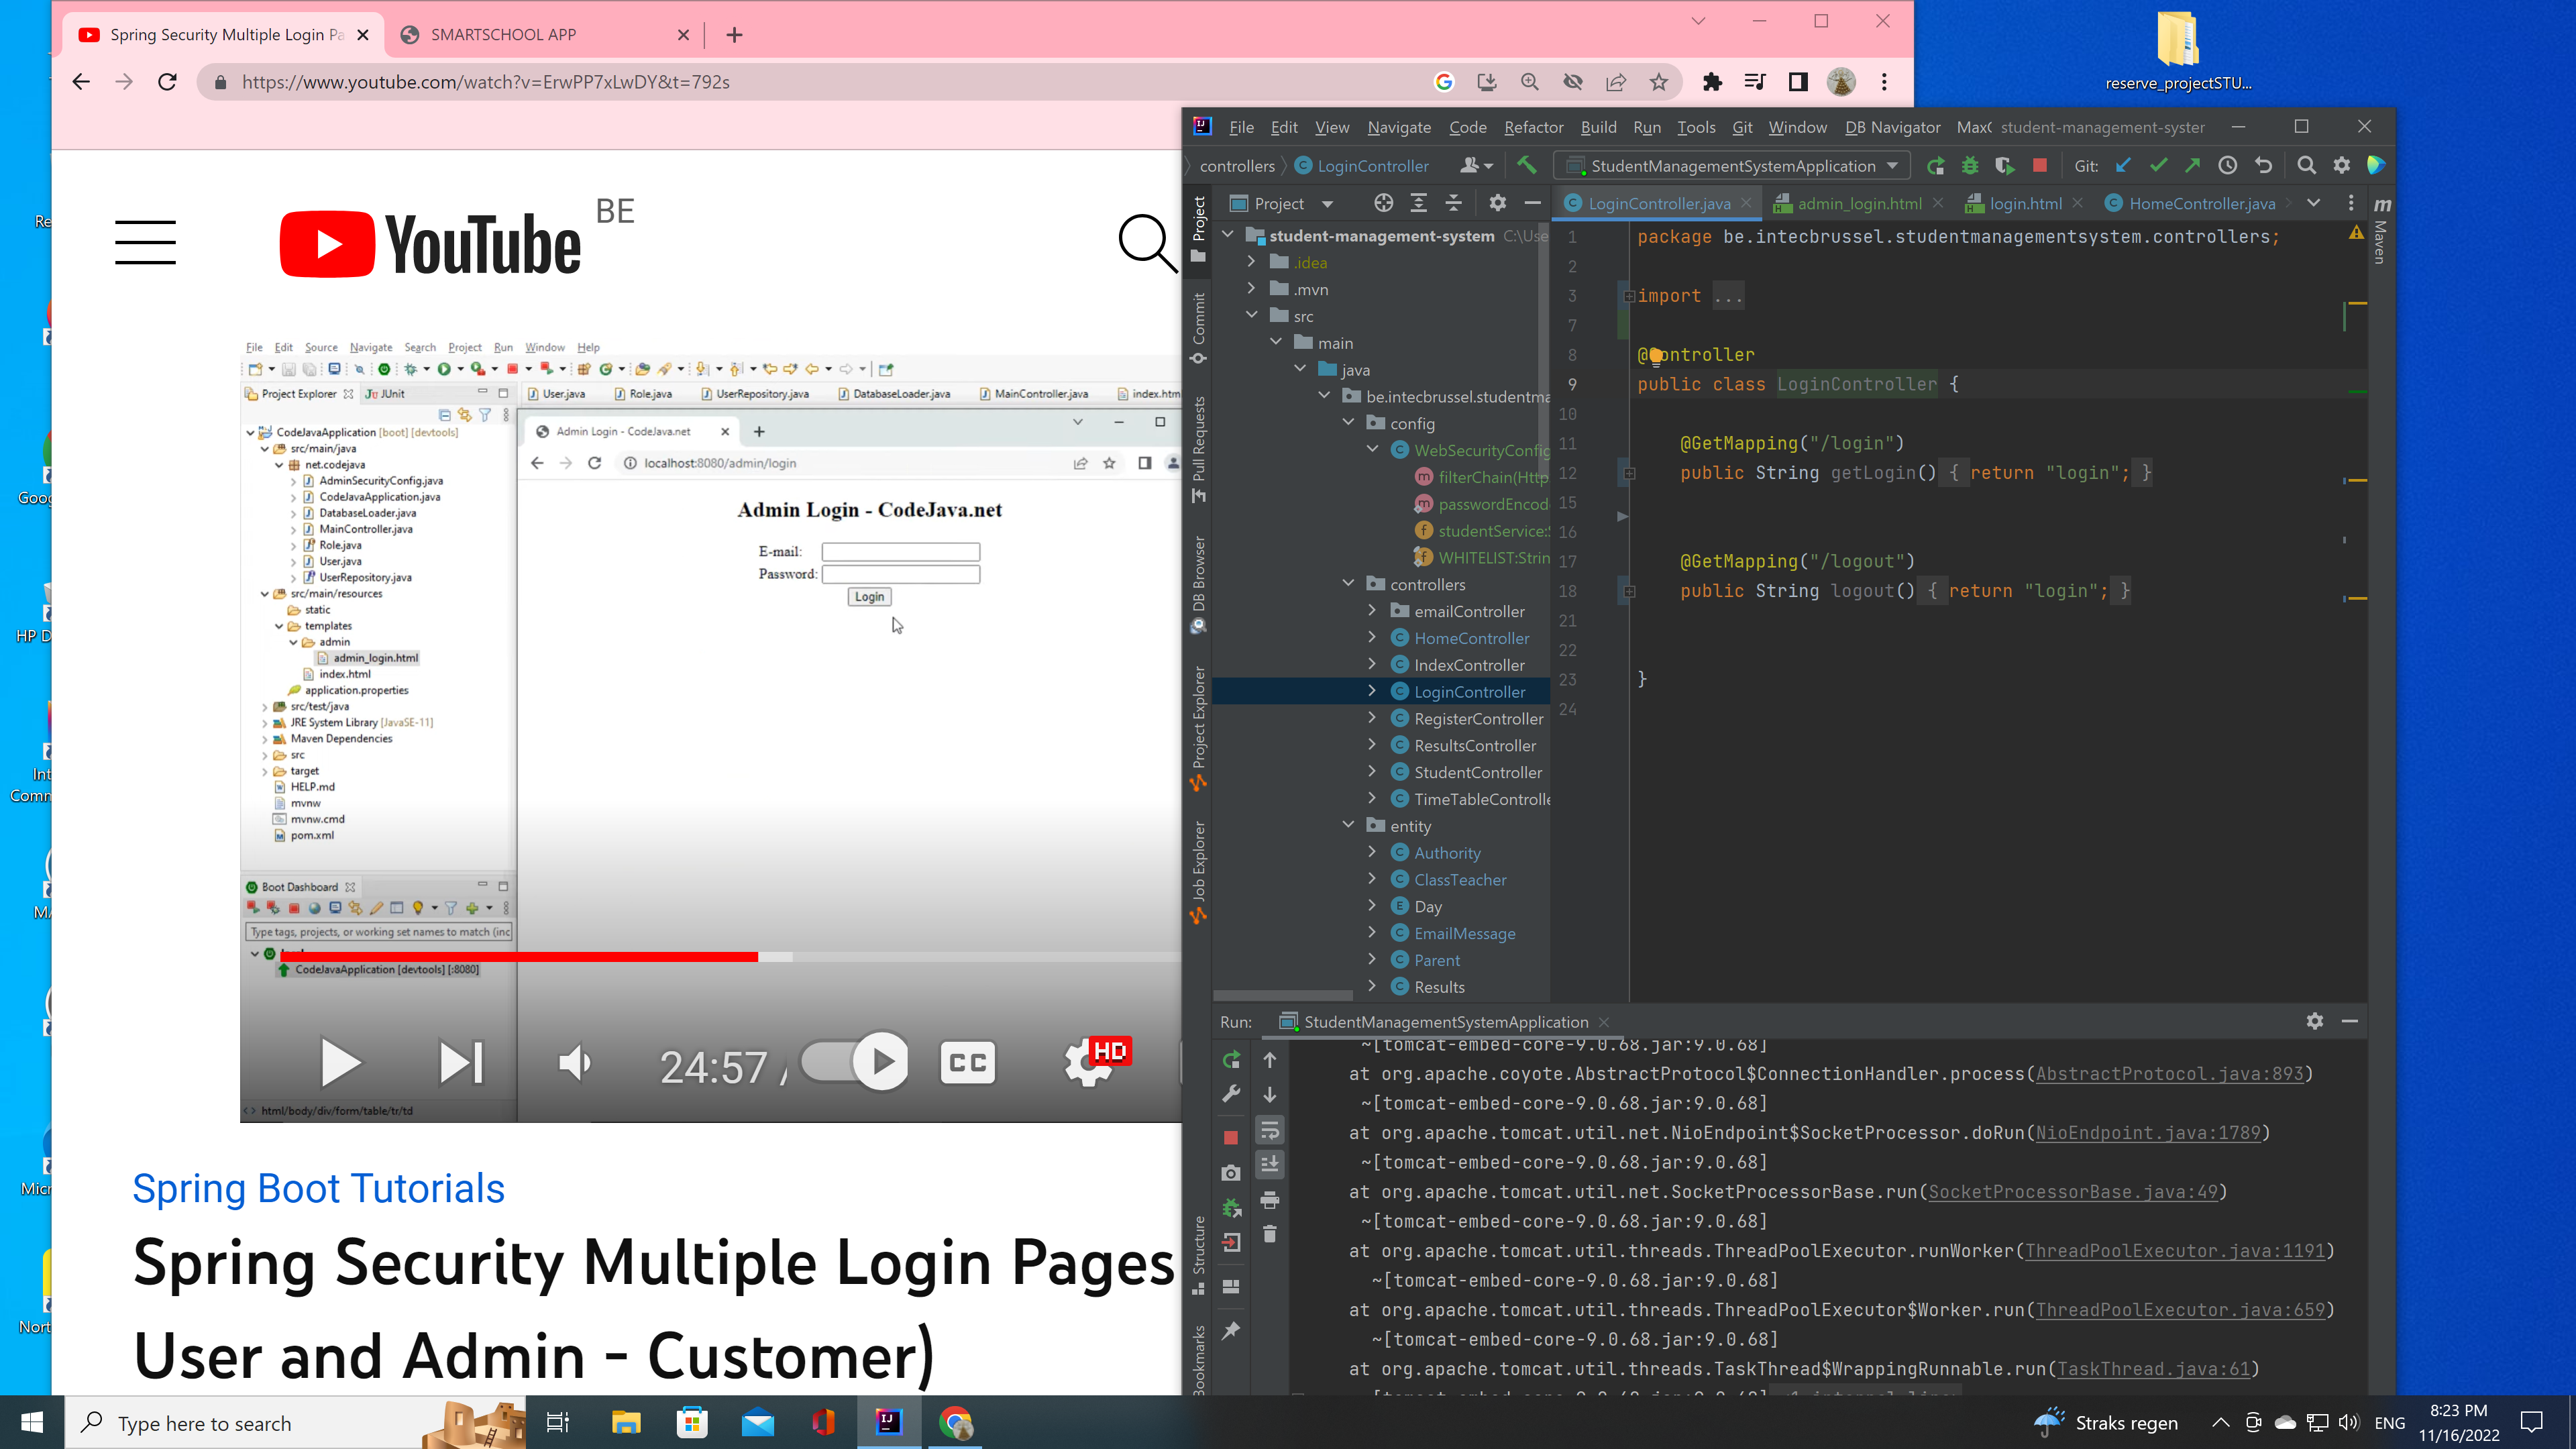 Spring Security Multiple Login Pa
SMARTSCHOOL APP
https://www.youtube.com/watch?v=ErwPP7xLwDY&t=792s
reserve_projectSTU...
YouTube BE
File Edit Source Navigate Search Project Run Window Help
Project Explorer JUnit
User.java Role.java UserRepository.java DatabaseLoader.java MainController.java index.htm
CodeJavaApplication [boot] [devtools]
src/main/java
net.codejava
AdminSecurityConfig.java
CodeJavaApplication.java
DatabaseLoader.java
MainController.java
Role.java
User.java
UserRepository.java
src/main/resources
static
templates
admin
admin_login.html
index.html
application.properties
src/test/java
JRE System Library [JavaSE-11]
Maven Dependencies
src
target
HELP.md
mvnw
mvnw.cmd
pom.xml
Admin Login - CodeJava.net
localhost:8080/admin/login
Admin Login - CodeJava.net
E-mail:
Password:
Login
Boot Dashboard
Type tags, projects, or working set names to match (inc
CodeJavaApplication [devtools] [:8080]
html/body/div/form/table/tr/td
24:57 /
CC
HD
Spring Boot Tutorials
Spring Security Multiple Login Pages
User and Admin - Customer)
File Edit View Navigate Code Refactor Build Run Tools Git Window DB Navigator Max student-management-syster
controllers LoginController
StudentManagementSystemApplication
Git:
Project
LoginController.java admin_login.html login.html HomeController.java
student-management-system C:\Use
.idea
.mvn
src
main
java
be.intecbrussel.studentma
config
WebSecurityConfig
filterChain(Http
passwordEncod
studentService:S
WHITELIST:Strin
controllers
emailController
HomeController
IndexController
LoginController
RegisterController
ResultsController
StudentController
TimeTableControlle
entity
Authority
ClassTeacher
Day
EmailMessage
Parent
Results
Project
Commit
Pull Requests
DB Browser
Project Explorer
Job Explorer
Structure
Bookmarks
Maven
1 package be.intecbrussel.studentmanagementsystem.controllers;
2
3 import ...
7
8 @Controller
9 public class LoginController {
10
11 @GetMapping("/login")
12 public String getLogin() { return "login"; }
15
16
17 @GetMapping("/logout")
18 public String logout() { return "login"; }
21
22
23 }
24
Run: StudentManagementSystemApplication
~[tomcat-embed-core-9.0.68.jar:9.0.68]
at org.apache.coyote.AbstractProtocol$ConnectionHandler.process(AbstractProtocol.java:893)
~[tomcat-embed-core-9.0.68.jar:9.0.68]
at org.apache.tomcat.util.net.NioEndpoint$SocketProcessor.doRun(NioEndpoint.java:1789)
~[tomcat-embed-core-9.0.68.jar:9.0.68]
at org.apache.tomcat.util.net.SocketProcessorBase.run(SocketProcessorBase.java:49)
~[tomcat-embed-core-9.0.68.jar:9.0.68]
at org.apache.tomcat.util.threads.ThreadPoolExecutor.runWorker(ThreadPoolExecutor.java:1191)
~[tomcat-embed-core-9.0.68.jar:9.0.68]
at org.apache.tomcat.util.threads.ThreadPoolExecutor$Worker.run(ThreadPoolExecutor.java:659)
~[tomcat-embed-core-9.0.68.jar:9.0.68]
at org.apache.tomcat.util.threads.TaskThread$WrappingRunnable.run(TaskThread.java:61)
Re
Goog
HP D
Int
Comm
MA
Micr
Nort
Type here to search
Straks regen
ENG
8:23 PM
11/16/2022